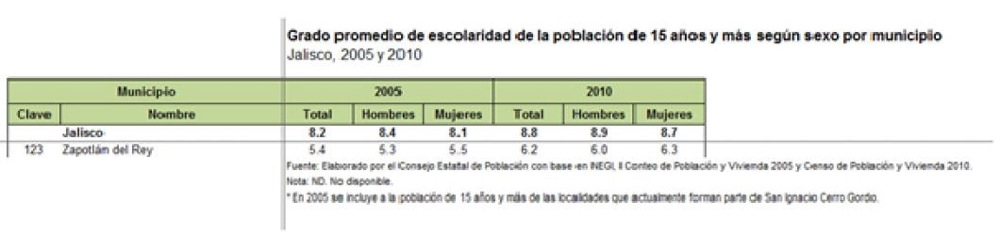 Grado promedio de escolaridad de la población de 15 años y más según sexo por municipio
Jalisco, 2005 y 2010
Municipio 2005 2010
Clave Nombre Total Hombres Mujeres Total Hombres Mujeres
Jalisco 8.2 8.4 8.1 8.8 8.9 8.7
123 Zapotlán del Rey 5.4 5.3 5.5 6.2 6.0 6.3
Fuente: Elaborado por el Consejo Estatal de Población con base en INEGI, II Conteo de Población y Vivienda 2005 y Censo de Población y Vivienda 2010.
Nota: ND. No disponible.
* En 2005 se incluye a la población de 15 años y más de las localidades que actualmente forman parte de San Ignacio Cerro Gordo.